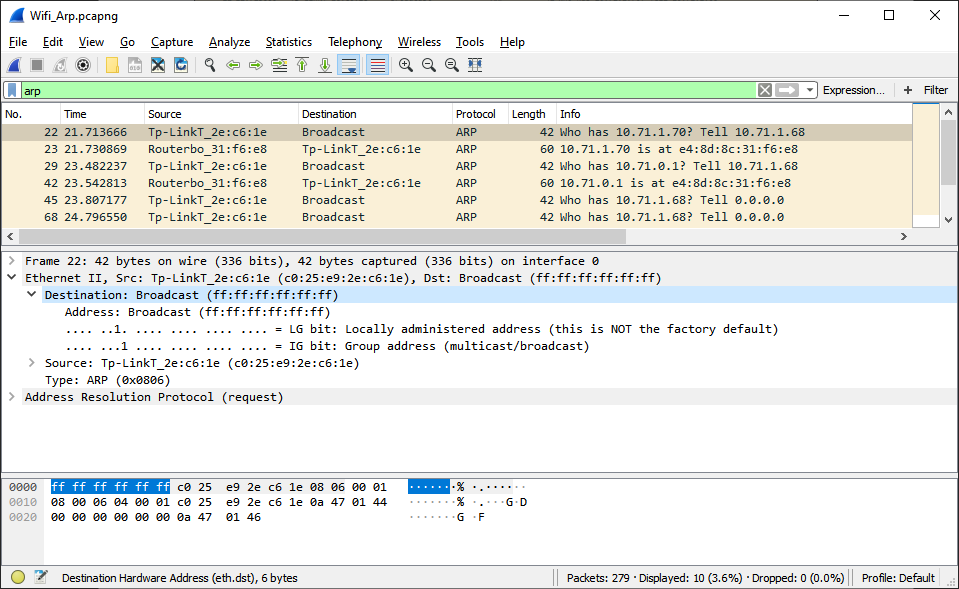 Wifi_Arp.pcapng
File Edit View Go Capture Analyze Statistics Telephony Wireless Tools Help
arp Expression... + Filter
No. Time Source Destination Protocol Length Info
22 21.713666 Tp-LinkT_2e:c6:1e Broadcast ARP 42 Who has 10.71.1.70? Tell 10.71.1.68
23 21.730869 Routerbo_31:f6:e8 Tp-LinkT_2e:c6:1e ARP 60 10.71.1.70 is at e4:8d:8c:31:f6:e8
29 23.482237 Tp-LinkT_2e:c6:1e Broadcast ARP 42 Who has 10.71.0.1? Tell 10.71.1.68
42 23.542813 Routerbo_31:f6:e8 Tp-LinkT_2e:c6:1e ARP 60 10.71.0.1 is at e4:8d:8c:31:f6:e8
45 23.807177 Tp-LinkT_2e:c6:1e Broadcast ARP 42 Who has 10.71.1.68? Tell 0.0.0.0
68 24.796550 Tp-LinkT_2e:c6:1e Broadcast ARP 42 Who has 10.71.1.68? Tell 0.0.0.0
Frame 22: 42 bytes on wire (336 bits), 42 bytes captured (336 bits) on interface 0
Ethernet II, Src: Tp-LinkT_2e:c6:1e (c0:25:e9:2e:c6:1e), Dst: Broadcast (ff:ff:ff:ff:ff:ff)
Destination: Broadcast (ff:ff:ff:ff:ff:ff)
Address: Broadcast (ff:ff:ff:ff:ff:ff)
.... ..1. .... .... .... .... = LG bit: Locally administered address (this is NOT the factory default)
.... ...1 .... .... .... .... = IG bit: Group address (multicast/broadcast)
Source: Tp-LinkT_2e:c6:1e (c0:25:e9:2e:c6:1e)
Type: ARP (0x0806)
Address Resolution Protocol (request)
0000 ff ff ff ff ff ff c0 25 e9 2e c6 1e 08 06 00 01 ·······% ·.······
0010 08 00 06 04 00 01 c0 25 e9 2e c6 1e 0a 47 01 44 ·······% ·.···G·D
0020 00 00 00 00 00 00 0a 47 01 46 ·······G ·F
Destination Hardware Address (eth.dst), 6 bytes Packets: 279 · Displayed: 10 (3.6%) · Dropped: 0 (0.0%) Profile: Default